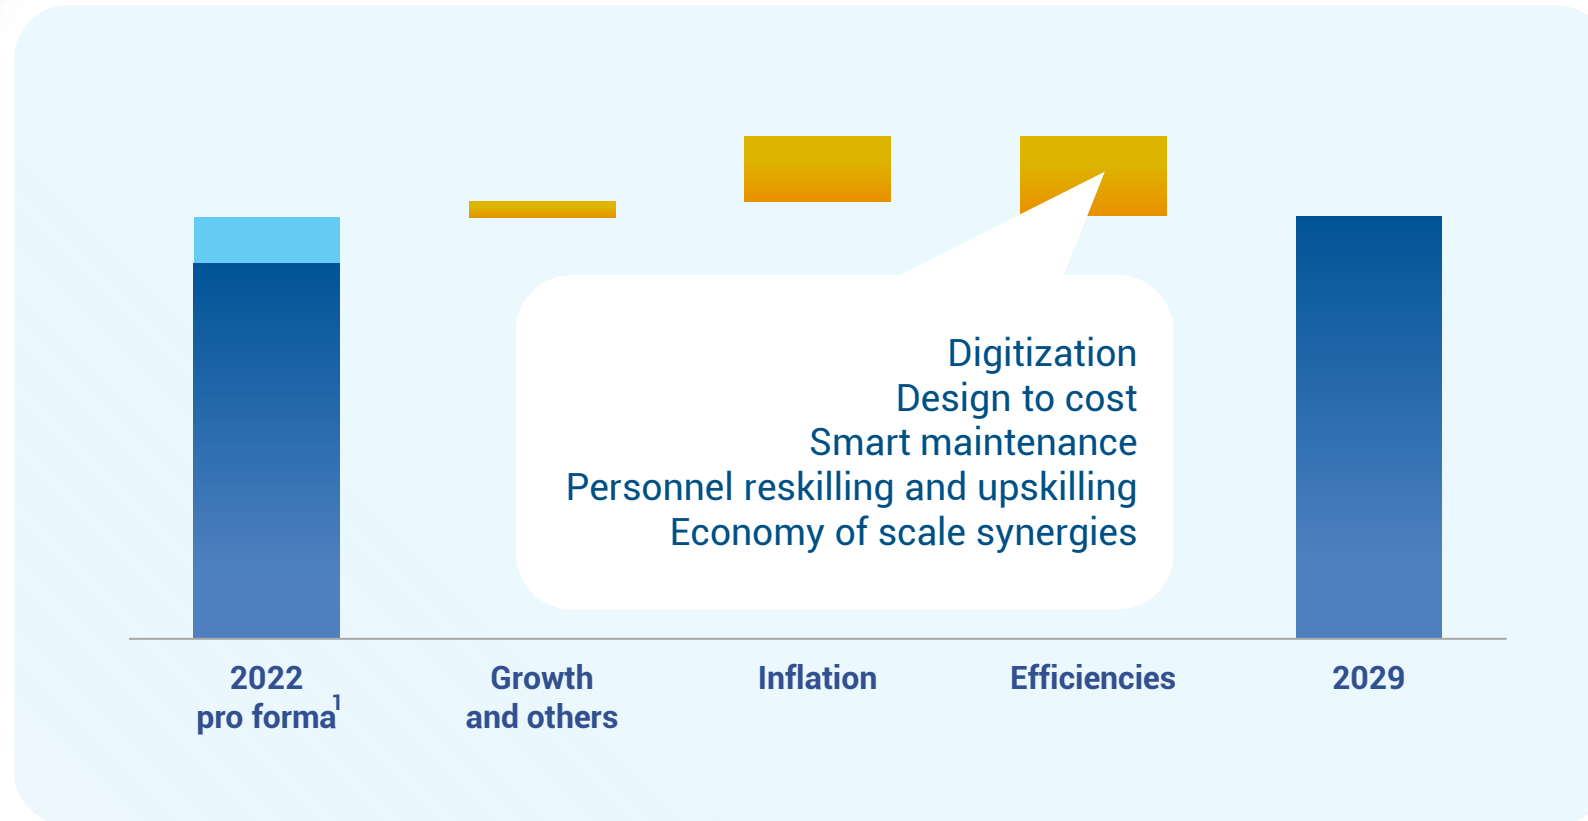 Digitization
Design to cost
Smart maintenance
Personnel reskilling and upskilling
Economy of scale synergies
2022
pro forma1
Growth
and others
Inflation
Efficiencies
2029